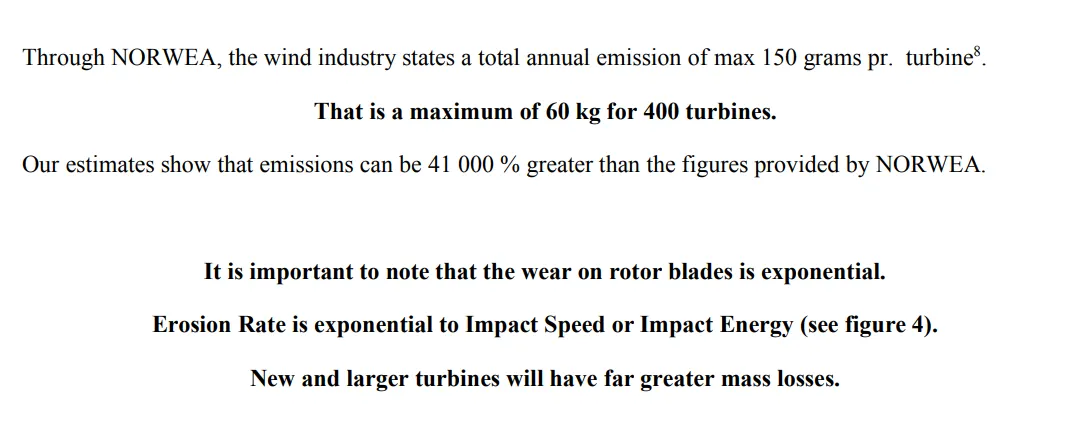 Through NORWEA, the wind industry states a total annual emission of max 150 grams pr. turbine⁸.
That is a maximum of 60 kg for 400 turbines.
Our estimates show that emissions can be 41 000 % greater than the figures provided by NORWEA.
It is important to note that the wear on rotor blades is exponential.
Erosion Rate is exponential to Impact Speed or Impact Energy (see figure 4).
New and larger turbines will have far greater mass losses.